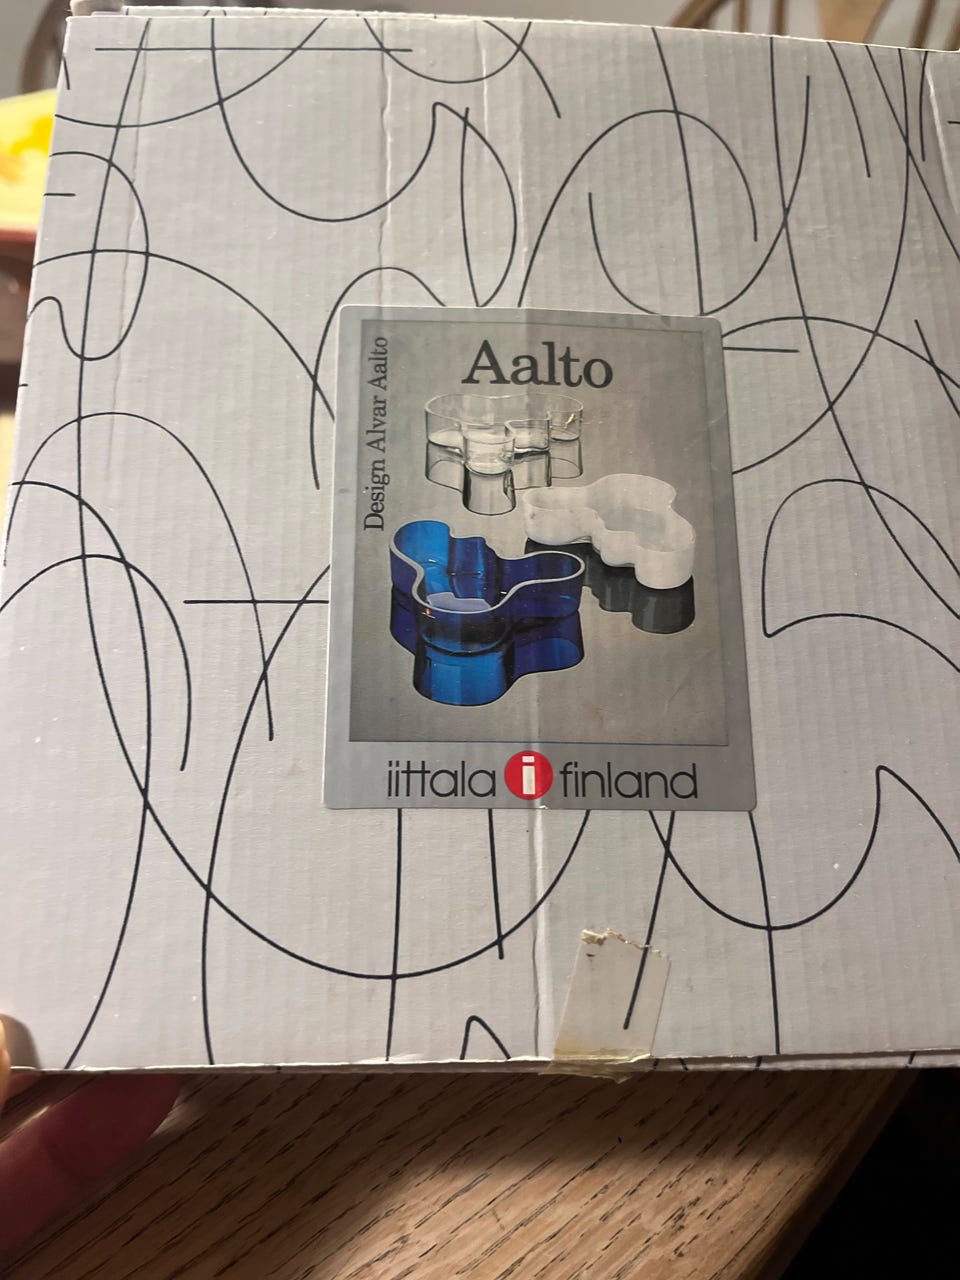 Aalto
Design Alvar Aalto
iittala i finland